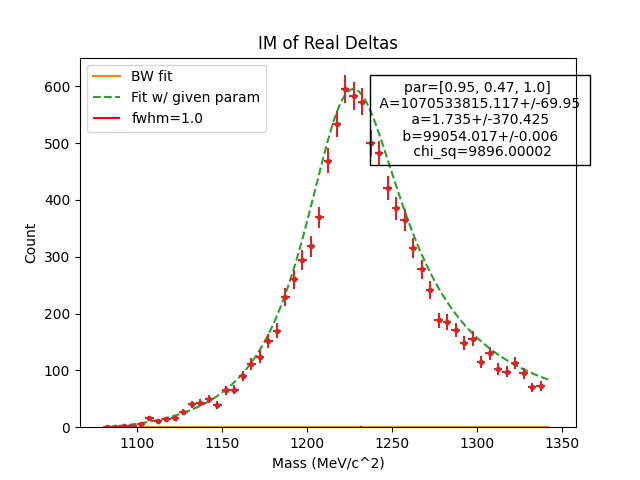 IM of Real Deltas
BW fit
Fit w/ given param
fwhm=1.0
par=[0.95, 0.47, 1.0]
A=1070533815.117+/-69.95
a=1.735+/-370.425
b=99054.017+/-0.006
chi_sq=9896.00002
Count
600
500
400
300
200
100
0
1100
1150
1200
1250
1300
1350
Mass (MeV/c^2)